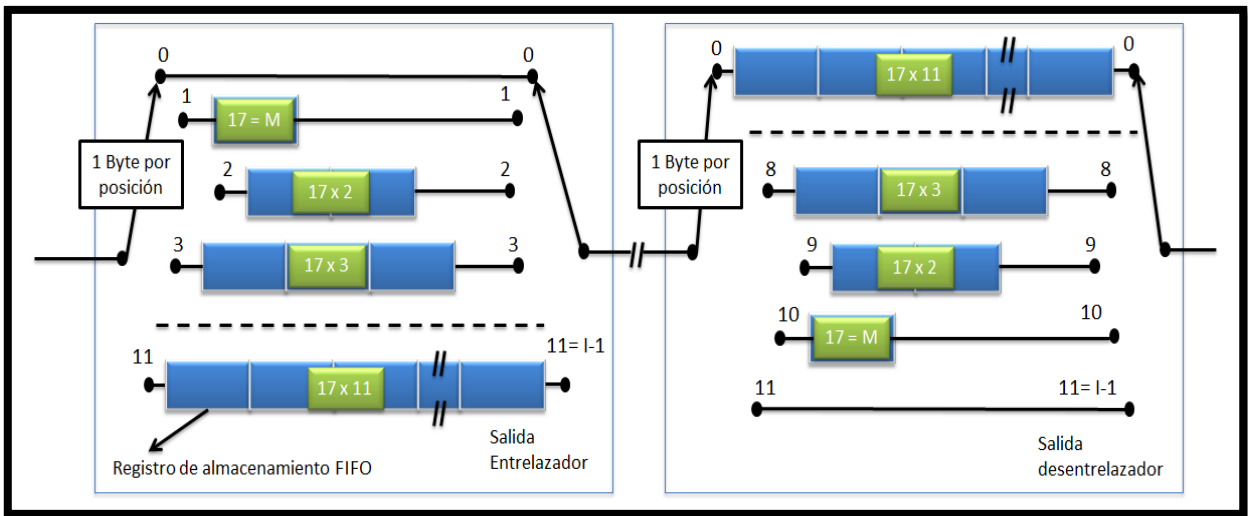 0 0
1 17 = M 1
1 Byte por
posición
2 17 x 2 2
3 17 x 3 3
11 17 x 11 11= I-1
Salida
Entrelazador
Registro de almacenamiento FIFO
0 17 x 11 0
1 Byte por
posición
8 17 x 3 8
9 17 x 2 9
10 17 = M 10
11 11= I-1
Salida
desentrelazador